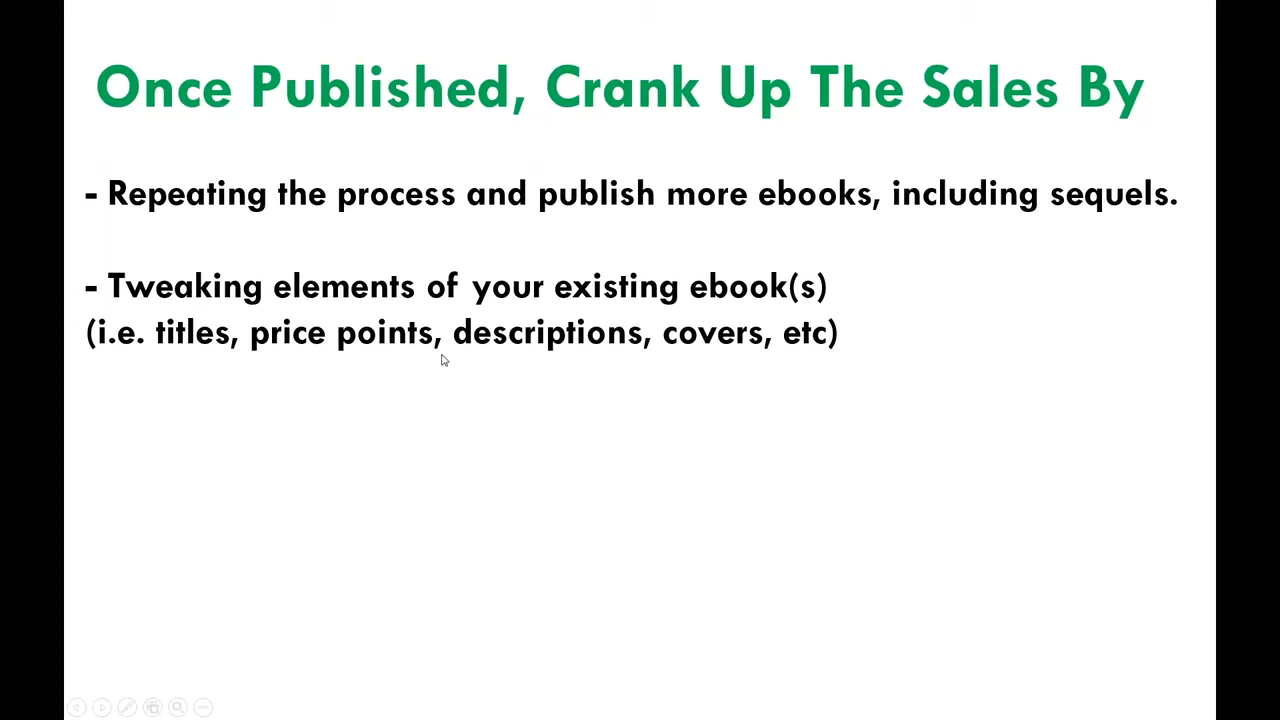 Once Published, Crank Up The Sales By
- Repeating the process and publish more ebooks, including sequels.
- Tweaking elements of your existing ebook(s)
(i.e. titles, price points, descriptions, covers, etc)